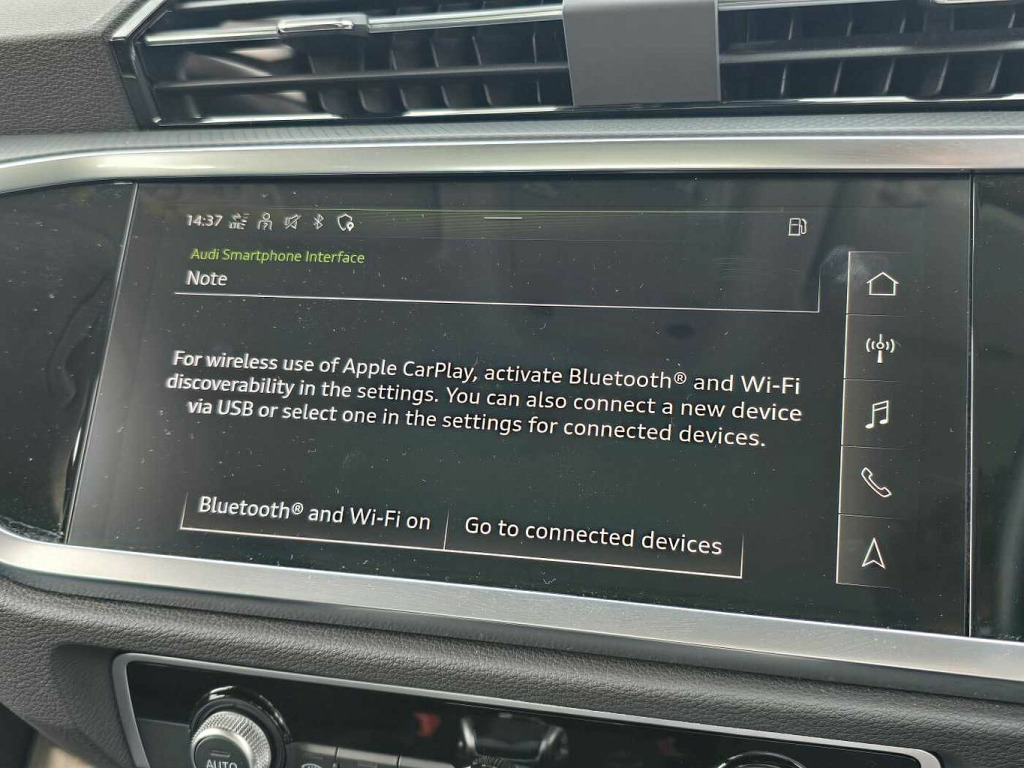 14:37 LTE
Audi Smartphone Interface
Note
For wireless use of Apple CarPlay, activate Bluetooth® and Wi-Fi
discoverability in the settings. You can also connect a new device
via USB or select one in the settings for connected devices.
Bluetooth® and Wi-Fi on
Go to connected devices
AUTO